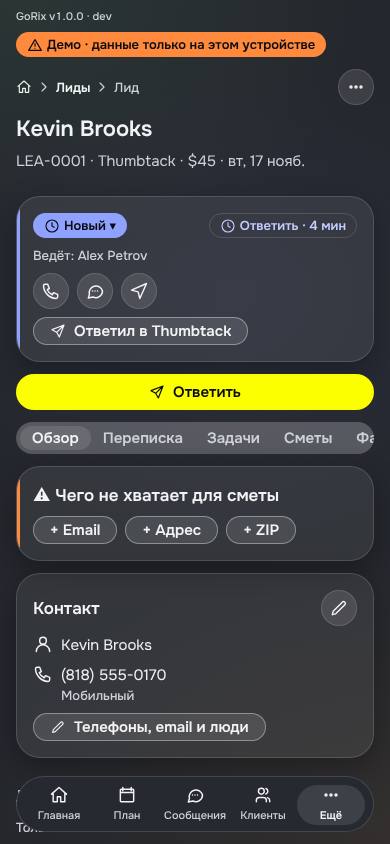 GoRix v1.0.0 · dev
Демо · данные только на этом устройстве
Лиды > Лид
Kevin Brooks
LEA-0001 · Thumbtack · $45 · вт, 17 нояб.
Новый ▾
Ответить · 4 мин
Ведёт: Alex Petrov
Ответил в Thumbtack
Ответить
Обзор Переписка Задачи Сметы
Чего не хватает для сметы
+ Email + Адрес + ZIP
Контакт
Kevin Brooks
(818) 555-0170
Мобильный
Телефоны, email и люди
Главная План Сообщения Клиенты Ещё